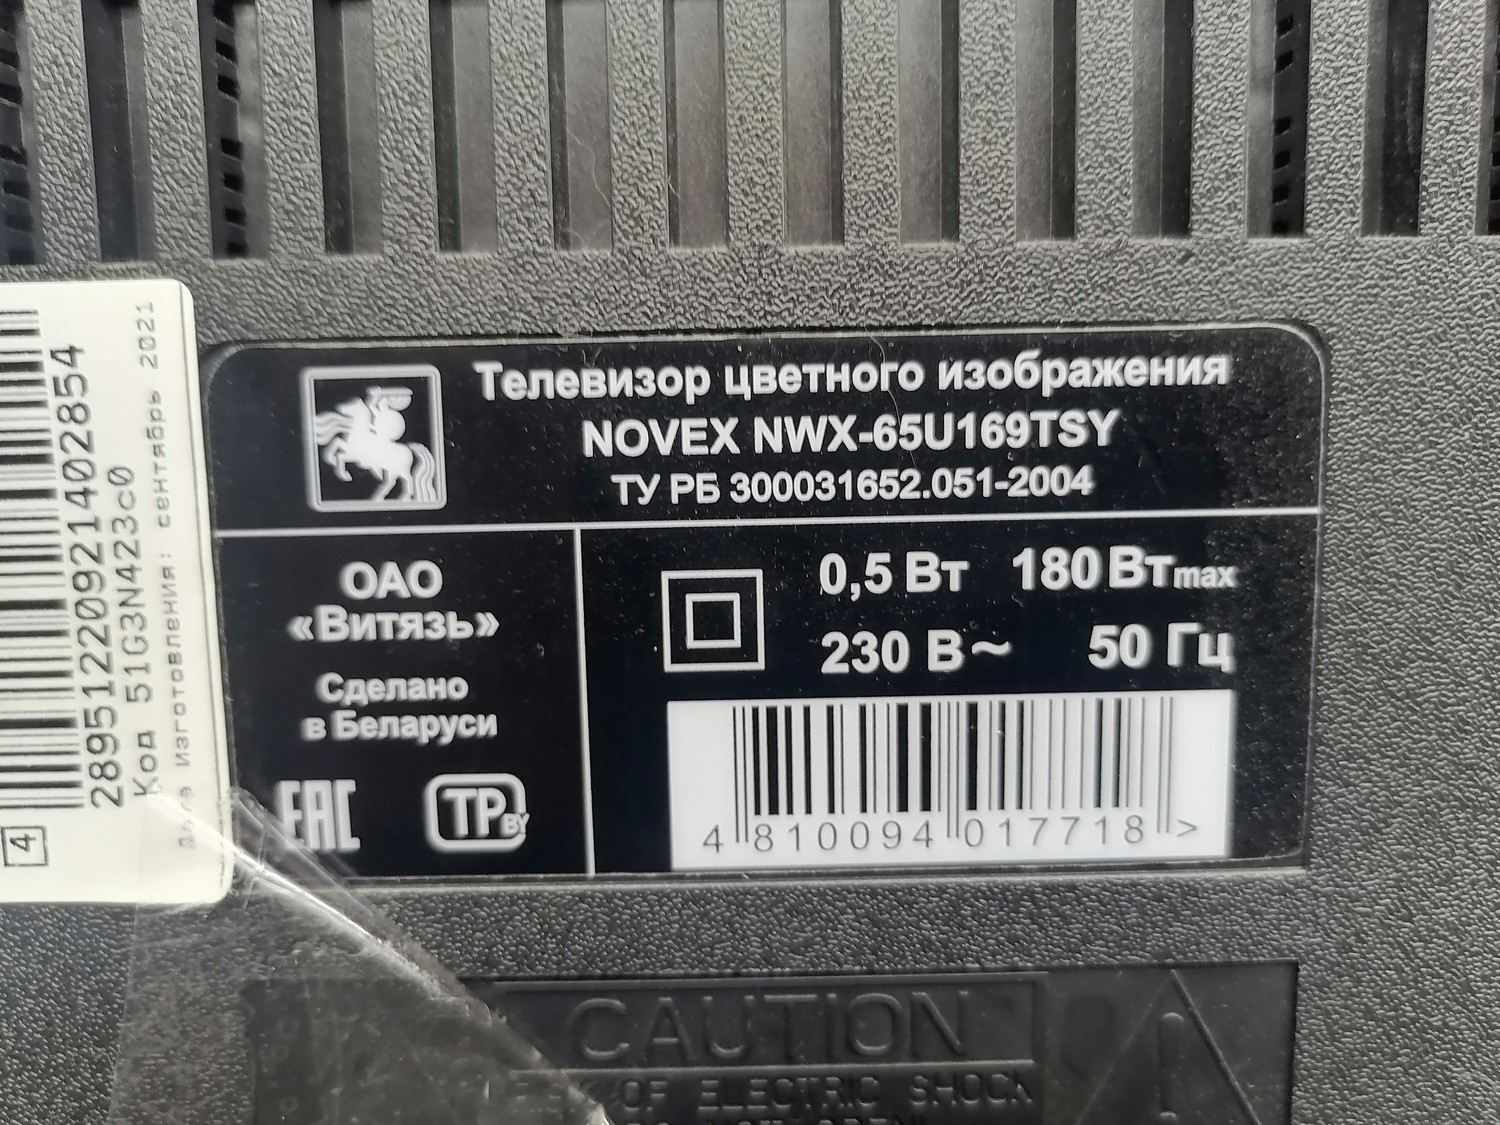 Телевизор цветного изображения
NOVEX NWX-65U169TSY
ТУ РБ 300031652.051-2004
ОАО
«Витязь»
Сделано
в Беларуси
EAC
TP BY
0,5 Вт 180 Вт max
230 В ~ 50 Гц
4 810094 017718 >
28951220921402854
Код 51G3N423c0
Дата изготовления: сентябрь 2021
4
CAUTION
OF ELECTRIC SHOCK